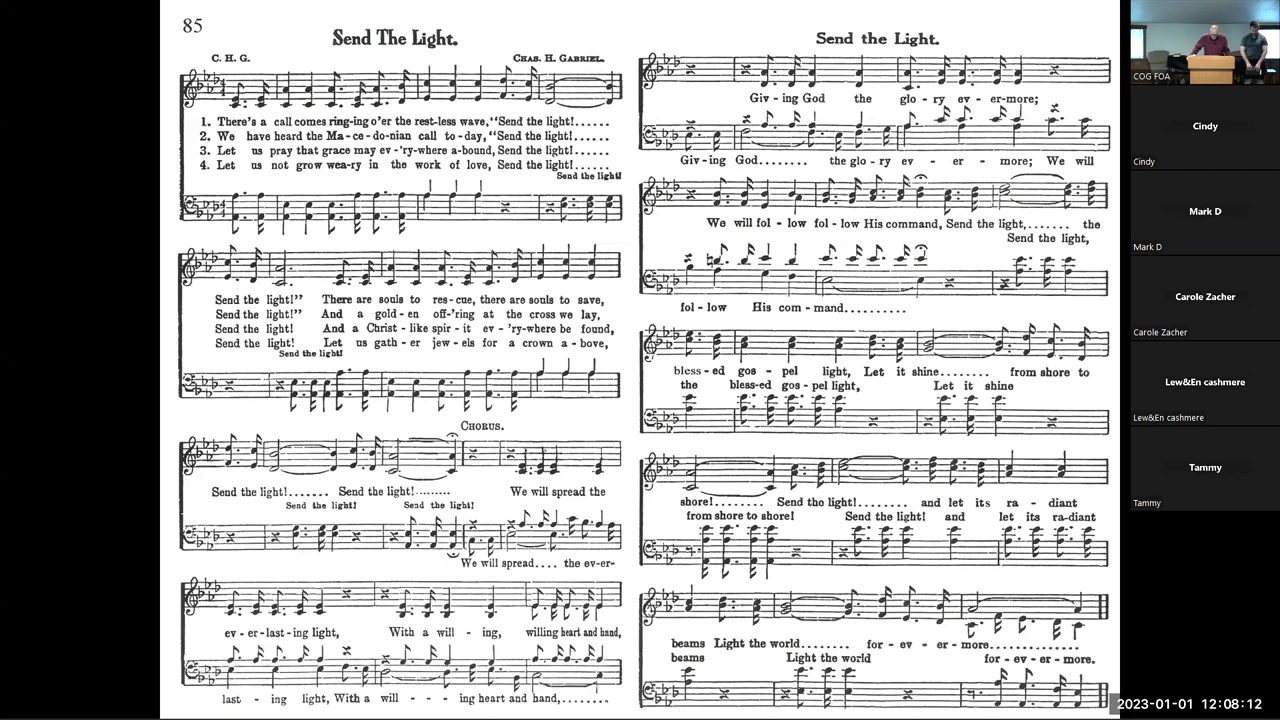 85
Send The Light.
C. H. G.
CHAS. H. GABRIEL.
1. There's a call comes ring-ing o'er the rest-less wave, "Send the light!......
2. We have heard the Ma-ce-do-nian call to-day, "Send the light!......
3. Let us pray that grace may ev-'ry-where a-bound, Send the light!......
4. Let us not grow wea-ry in the work of love, Send the light!......
Send the light!
Send the light!" There are souls to res-cue, there are souls to save,
Send the light!" And a gold-en off-'ring at the cross we lay,
Send the light! And a Christ-like spir-it ev-'ry-where be found,
Send the light! Let us gath-er jew-els for a crown a-bove,
Send the light!
CHORUS.
Send the light!....... Send the light!.......... We will spread the
Send the light! Send the light!
We will spread.... the ev-er-
ev-er-last-ing light, With a will-ing, willing heart and hand,
last-ing light, With a will - - - ing heart and hand,........
Send the Light.
Giv-ing God the glo-ry ev-er-more;
Giv-ing God........ the glo-ry ev-er-more; We will
We will fol-low fol-low His command, Send the light,........ the
Send the light,
fol-low His com-mand..........
bless-ed gos-pel light, Let it shine........ from shore to
the bless-ed gos-pel light, Let it shine
shore!........ Send the light!........ and let its ra-diant
from shore to shore! Send the light! and let its ra-diant
beams Light the world........ for-ev-er-more..............
beams Light the world for-ev-er-more.
COG FOA
Cindy
Cindy
Mark D
Mark D
Carole Zacher
Carole Zacher
Lew&En cashmere
Lew&En cashmere
Tammy
Tammy
2023-01-01 12:08:12